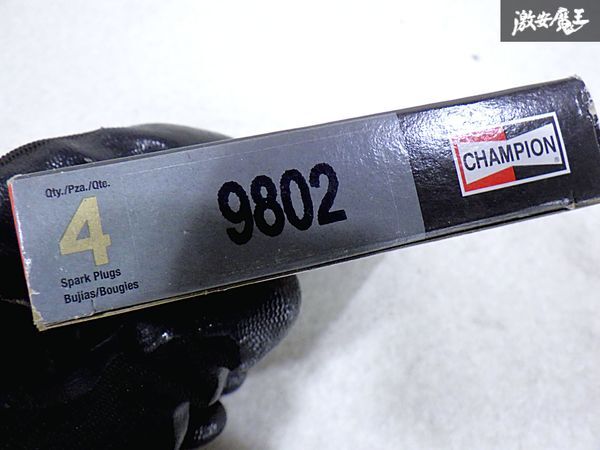 激安魔王
Qty./Pza./Qte.
4
Spark Plugs
Bujias/Bougies
9802
CHAMPION
®